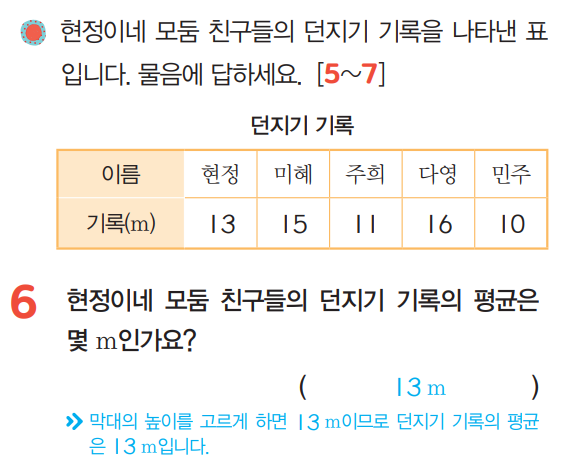 현정이네 모둠 친구들의 던지기 기록을 나타낸 표
입니다. 물음에 답하세요. [5~7]
던지기 기록
이름 현정 미혜 주희 다영 민주
기록(m) 13 15 11 16 10
6 현정이네 모둠 친구들의 던지기 기록의 평균은
몇 m인가요?
( 13 m )
막대의 높이를 고르게 하면 13 m이므로 던지기 기록의 평균
은 13 m입니다.